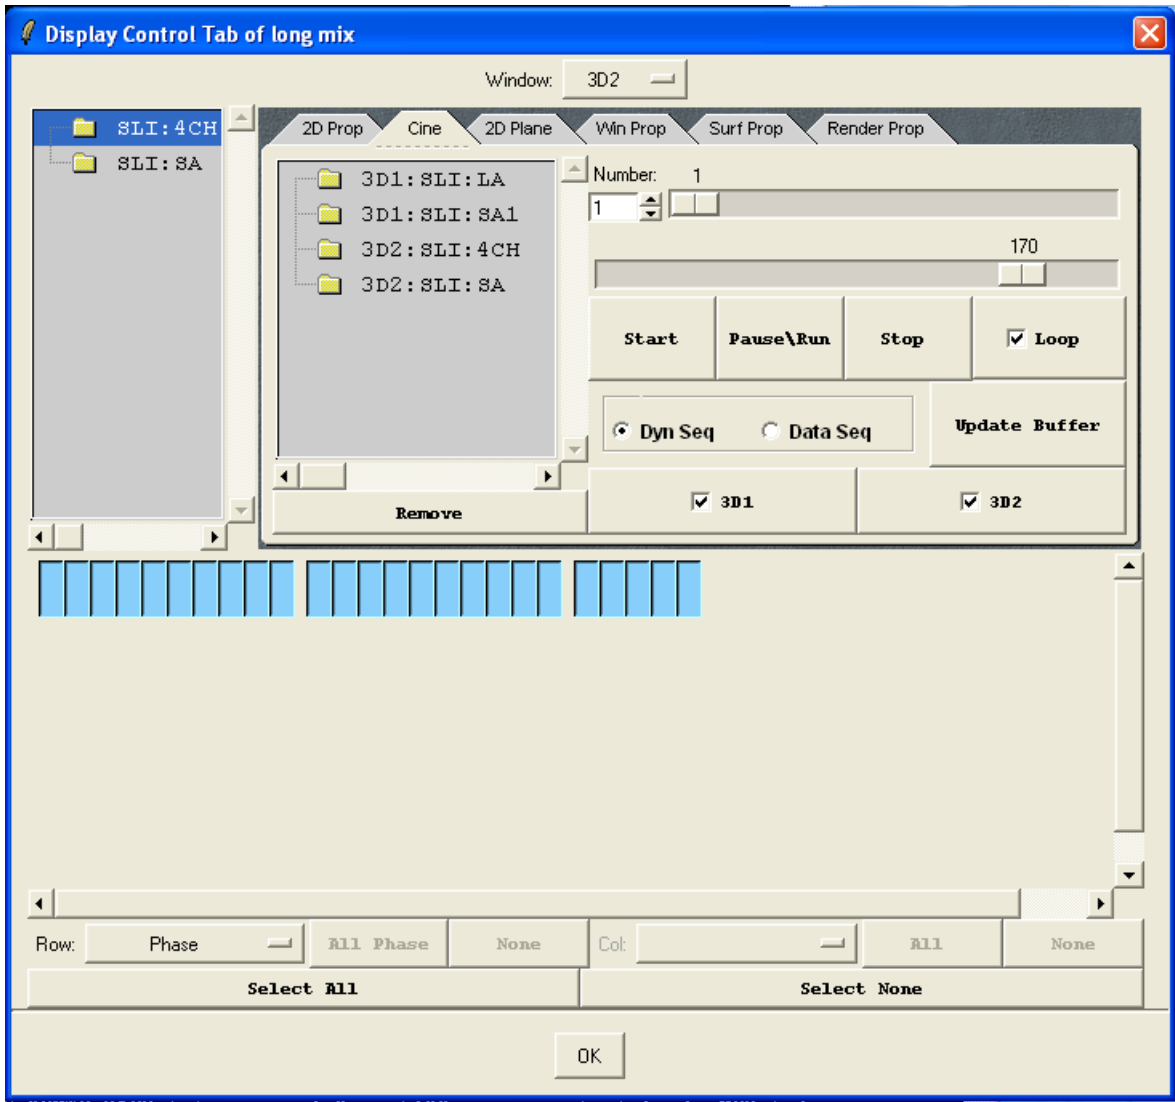 Display Control Tab of long mix
Window: 3D2
SLI:4CH
SLI:SA
2D Prop Cine 2D Plane Win Prop Surf Prop Render Prop
3D1:SLI:LA
3D1:SLI:SA1
3D2:SLI:4CH
3D2:SLI:SA
Remove
Number: 1
1
170
Start Pause\Run Stop Loop
Dyn Seq Data Seq Update Buffer
3D1 3D2
Row: Phase All Phase None Col: All None
Select All Select None
OK